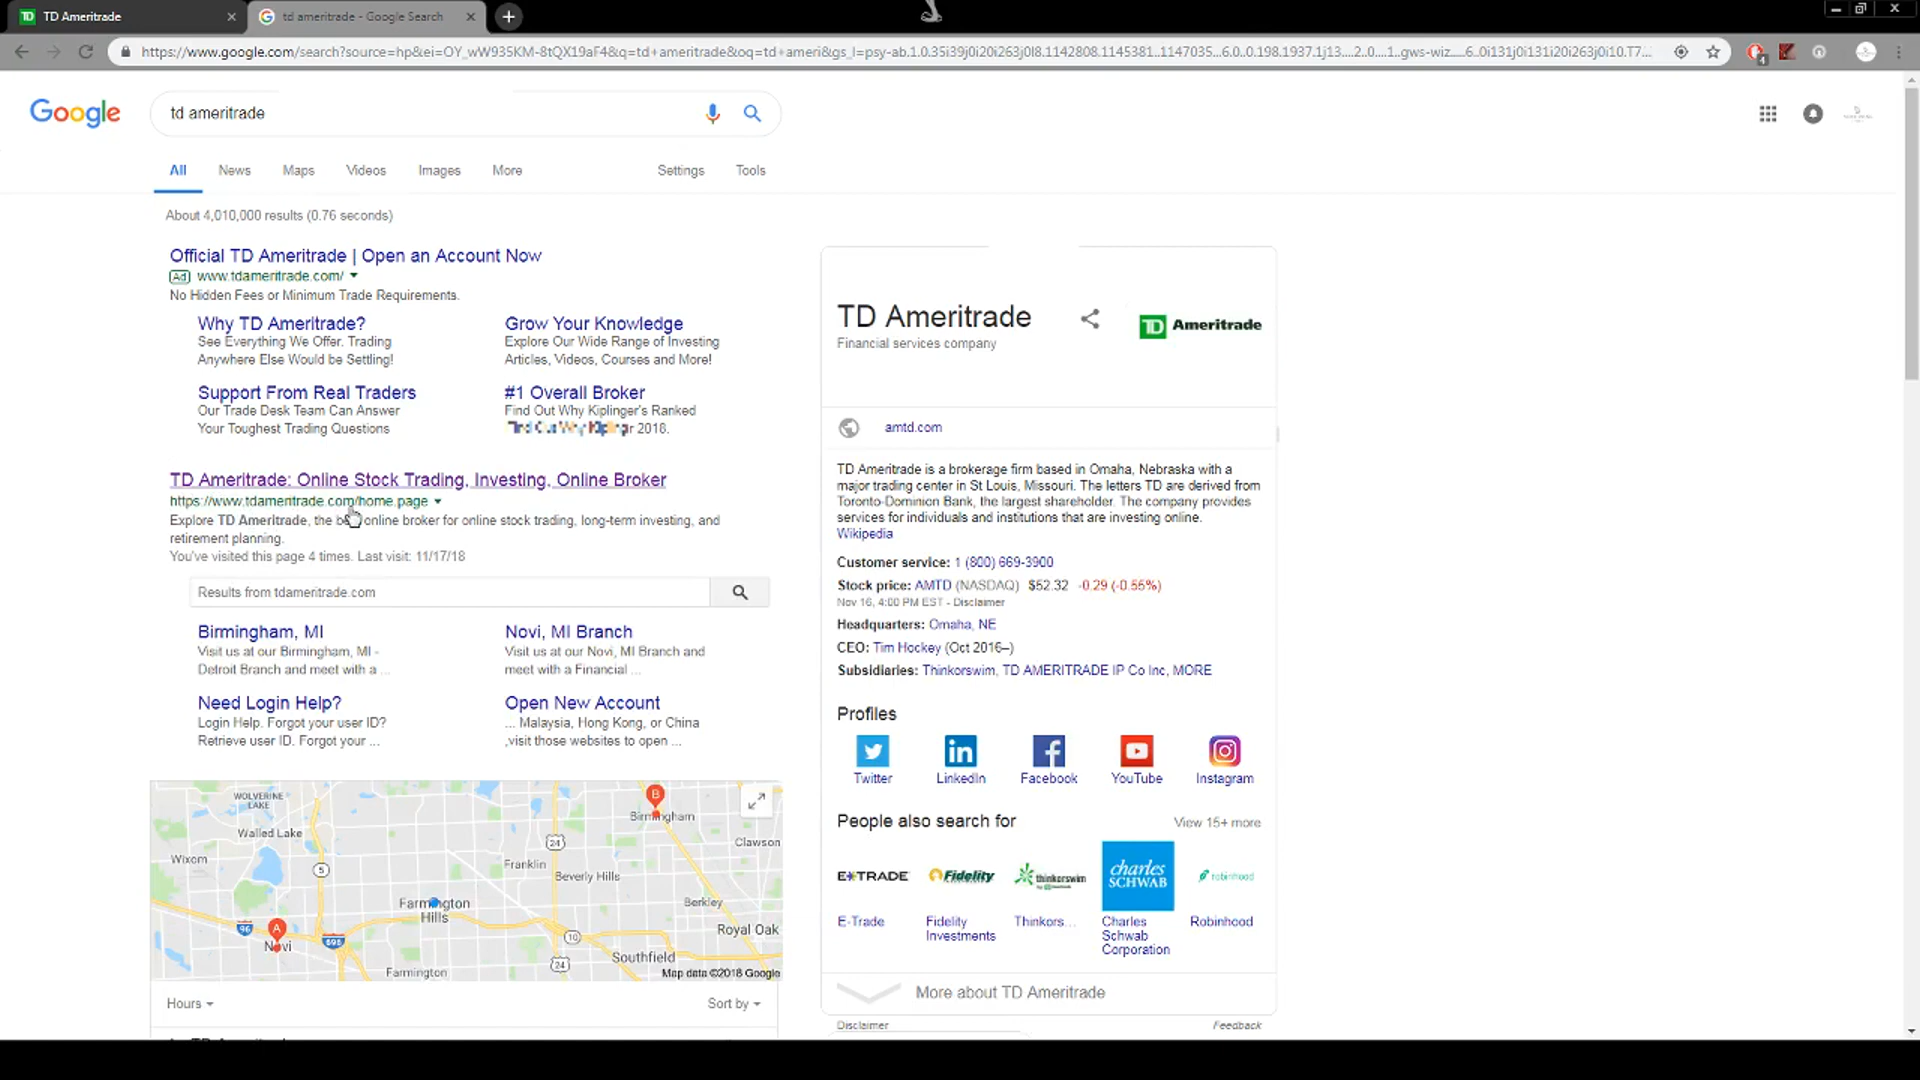 TD Ameritrade
td ameritrade - Google Search
https://www.google.com/search?source=hp&ei=OY_wW935KM-8tQX19aF4&q=td+ameritrade&oq=td+ameri&gs_l=psy-ab.1.0.35i39j0i20i263j0l8.1142808.1145381..1147035...6.0..0.198.1937.1j13....2..0....1..gws-wiz.....6..0i131j0i131i20i263j0i10.T7...
4
Google
td ameritrade
All News Maps Videos Images More Settings Tools
About 4,010,000 results (0.76 seconds)
Official TD Ameritrade | Open an Account Now
Ad www.tdameritrade.com/
No Hidden Fees or Minimum Trade Requirements.
Why TD Ameritrade?
See Everything We Offer. Trading
Anywhere Else Would be Settling!
Grow Your Knowledge
Explore Our Wide Range of Investing
Articles, Videos, Courses and More!
Support From Real Traders
Our Trade Desk Team Can Answer
Your Toughest Trading Questions
#1 Overall Broker
Find Out Why Kiplinger's Ranked
2018.
TD Ameritrade: Online Stock Trading, Investing, Online Broker
https://www.tdameritrade.com/home.page
Explore TD Ameritrade, the online broker for online stock trading, long-term investing, and
retirement planning.
You've visited this page 4 times. Last visit: 11/17/18
Results from tdameritrade.com
Birmingham, MI
Visit us at our Birmingham, MI -
Detroit Branch and meet with a ...
Novi, MI Branch
Visit us at our Novi, MI Branch and
meet with a Financial ...
Need Login Help?
Login Help. Forgot your user ID?
Retrieve user ID. Forgot your ...
Open New Account
... Malaysia, Hong Kong, or China
,visit those websites to open ...
WOLVERINE
LAKE
B
Birmingham
Walled Lake
24
Clawson
Wixom
Franklin
5
Beverly Hills
Farmington
Hills
Berkley
96
A
Novi
696
10
Royal Oak
Southfield
24
Farmington
Map data ©2018 Google
Hours
Sort by
TD Ameritrade
Financial services company
TD Ameritrade
amtd.com
TD Ameritrade is a brokerage firm based in Omaha, Nebraska with a
major trading center in St Louis, Missouri. The letters TD are derived from
Toronto-Dominion Bank, the largest shareholder. The company provides
services for individuals and institutions that are investing online.
Wikipedia
Customer service: 1 (800) 669-3900
Stock price: AMTD (NASDAQ) $52.32 -0.29 (-0.55%)
Nov 16, 4:00 PM EST - Disclaimer
Headquarters: Omaha, NE
CEO: Tim Hockey (Oct 2016–)
Subsidiaries: Thinkorswim, TD AMERITRADE IP Co Inc, MORE
Profiles
Twitter LinkedIn Facebook YouTube Instagram
People also search for
View 15+ more
E*TRADE Fidelity thinkorswim charles SCHWAB robinhood
E-Trade
Fidelity
Investments
Thinkors...
Charles
Schwab
Corporation
Robinhood
More about TD Ameritrade
Disclaimer
Feedback